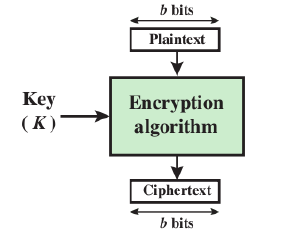 b bits
Plaintext
Key
(K)
Encryption
algorithm
Ciphertext
b bits